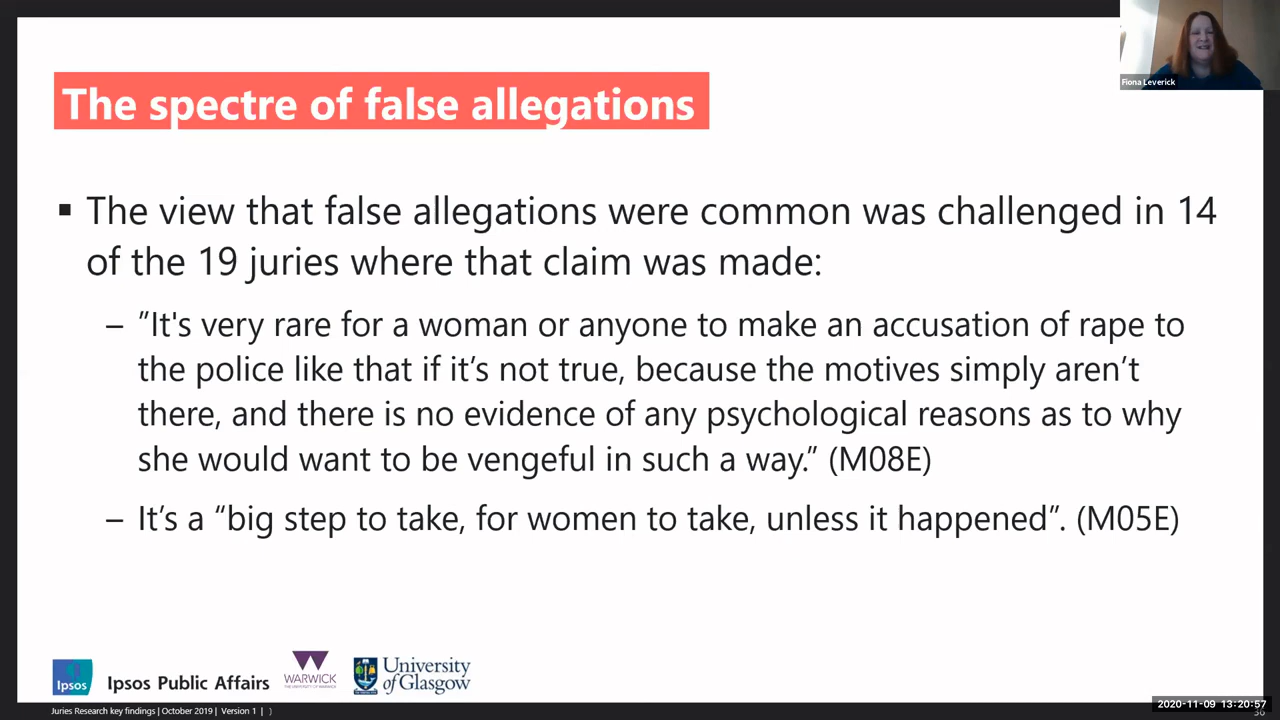 Fiona Leverick
The spectre of false allegations
▪ The view that false allegations were common was challenged in 14
of the 19 juries where that claim was made:
– ”It's very rare for a woman or anyone to make an accusation of rape to
the police like that if it’s not true, because the motives simply aren’t
there, and there is no evidence of any psychological reasons as to why
she would want to be vengeful in such a way.” (M08E)
– It’s a “big step to take, for women to take, unless it happened”. (M05E)
Ipsos
Ipsos Public Affairs
WARWICK
THE UNIVERSITY OF WARWICK
University
of Glasgow
Juries Research key findings | October 2019 | Version 1 | )
2020-11-09 13:20:57